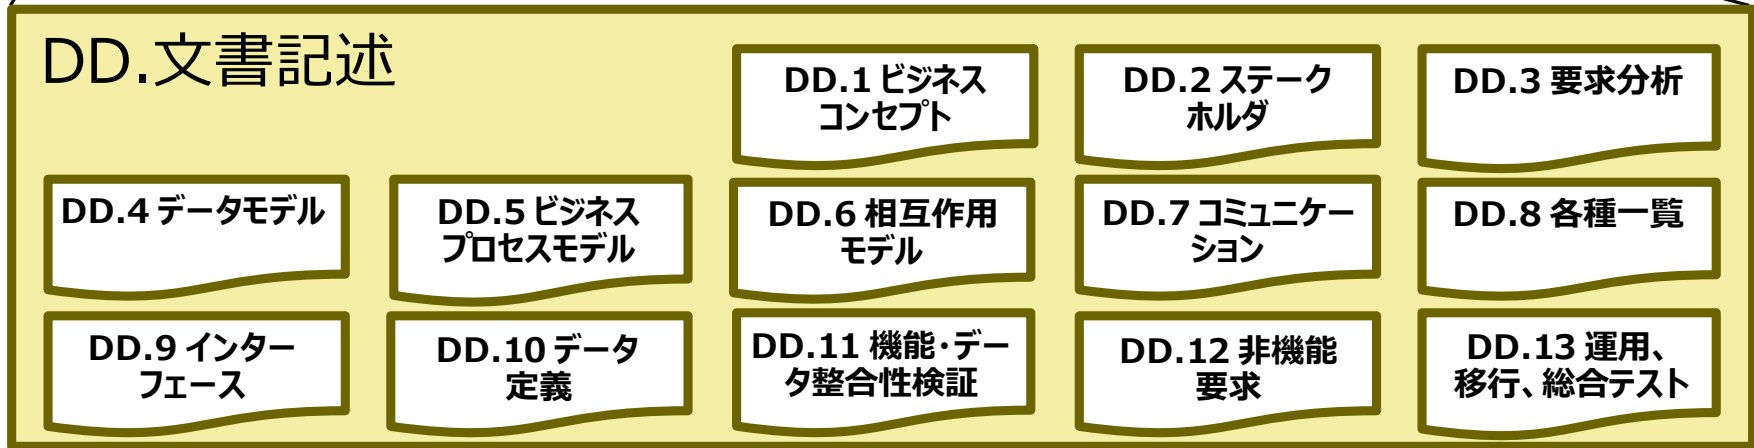 DD.文書記述
DD.1 ビジネス
コンセプト
DD.2 ステーク
ホルダ
DD.3 要求分析
DD.4 データモデル
DD.5 ビジネス
プロセスモデル
DD.6 相互作用
モデル
DD.7 コミュニケー
ション
DD.8 各種一覧
DD.9 インター
フェース
DD.10 データ
定義
DD.11 機能・デー
タ整合性検証
DD.12 非機能
要求
DD.13 運用、
移行、総合テスト